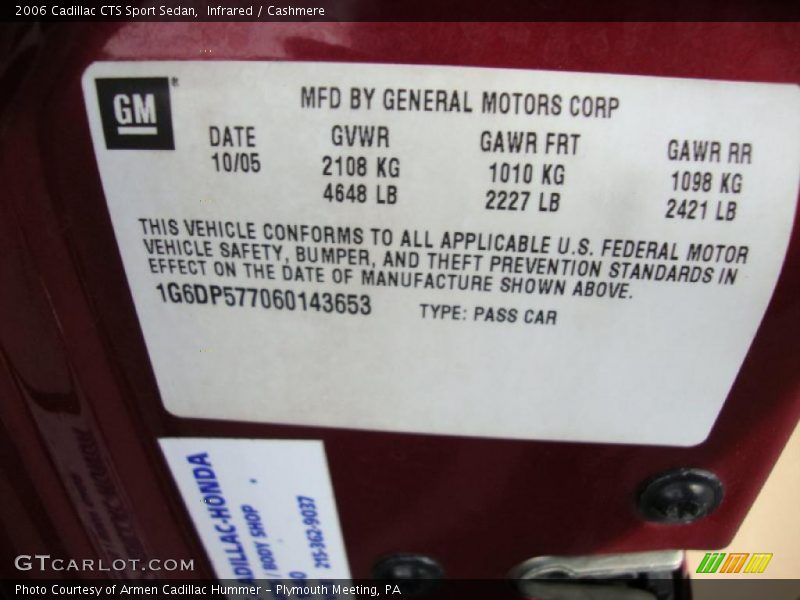 2006 Cadillac CTS Sport Sedan,  Infrared / Cashmere
GM®
MFD BY GENERAL MOTORS CORP
DATE GVWR GAWR FRT GAWR RR
10/05 2108 KG 1010 KG 1098 KG
4648 LB 2227 LB 2421 LB
THIS VEHICLE CONFORMS TO ALL APPLICABLE U.S. FEDERAL MOTOR
VEHICLE SAFETY, BUMPER, AND THEFT PREVENTION STANDARDS IN
EFFECT ON THE DATE OF MANUFACTURE SHOWN ABOVE.
1G6DP577060143653 TYPE: PASS CAR
ADILLAC-HONDA
/ BODY SHOP
215-362-9037
GTCARLOT.COM
Photo Courtesy of Armen Cadillac Hummer - Plymouth Meeting, PA